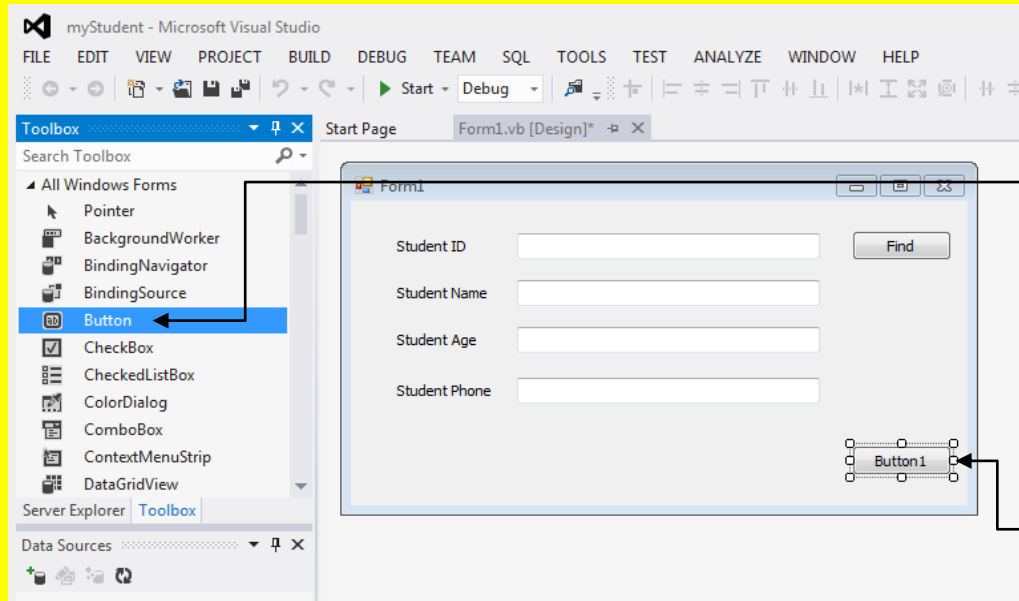 myStudent - Microsoft Visual Studio
FILE EDIT VIEW PROJECT BUILD DEBUG TEAM SQL TOOLS TEST ANALYZE WINDOW HELP
Start Debug
Toolbox
Start Page Form1.vb [Design]*
Search Toolbox
All Windows Forms
Pointer
BackgroundWorker
BindingNavigator
BindingSource
Button
CheckBox
CheckedListBox
ColorDialog
ComboBox
ContextMenuStrip
DataGridView
Server Explorer Toolbox
Data Sources
Form1
Student ID Find
Student Name
Student Age
Student Phone
Button1